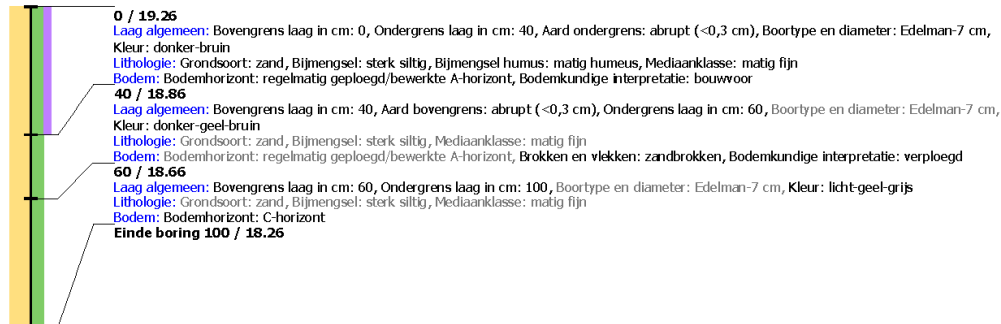 0 / 19.26
Laag algemeen: Bovengrens laag in cm: 0, Ondergrens laag in cm: 40, Aard ondergrens: abrupt (<0,3 cm), Boortype en diameter: Edelman-7 cm,
Kleur: donker-bruin
Lithologie: Grondsoort: zand, Bijmengsel: sterk siltig, Bijmengsel humus: matig humeus, Mediaanklasse: matig fijn
Bodem: Bodemhorizont: regelmatig geploegd/bewerkte A-horizont, Bodemkundige interpretatie: bouwvoor
40 / 18.86
Laag algemeen: Bovengrens laag in cm: 40, Aard bovengrens: abrupt (<0,3 cm), Ondergrens laag in cm: 60, Boortype en diameter: Edelman-7 cm,
Kleur: donker-geel-bruin
Lithologie: Grondsoort: zand, Bijmengsel: sterk siltig, Mediaanklasse: matig fijn
Bodem: Bodemhorizont: regelmatig geploegd/bewerkte A-horizont, Brokken en vlekken: zandbrokken, Bodemkundige interpretatie: verploegd
60 / 18.66
Laag algemeen: Bovengrens laag in cm: 60, Ondergrens laag in cm: 100, Boortype en diameter: Edelman-7 cm, Kleur: licht-geel-grijs
Lithologie: Grondsoort: zand, Bijmengsel: sterk siltig, Mediaanklasse: matig fijn
Bodem: Bodemhorizont: C-horizont
Einde boring 100 / 18.26